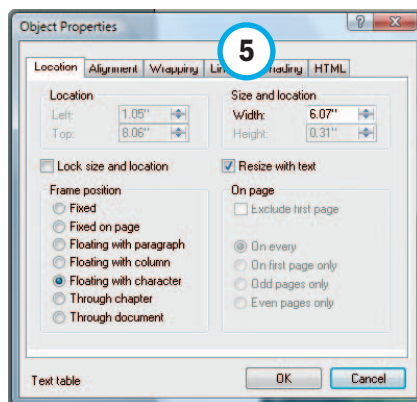 Object Properties
5
Location Alignment Wrapping HTML
Location
Left: 1.05"
Top: 8.06"
Size and location
Width: 6.07"
Height: 0.31"
Lock size and location
Resize with text
Frame position
Fixed
Fixed on page
Floating with paragraph
Floating with column
Floating with character
Through chapter
Through document
On page
Exclude first page
On every
On first page only
Odd pages only
Even pages only
Text table
OK
Cancel